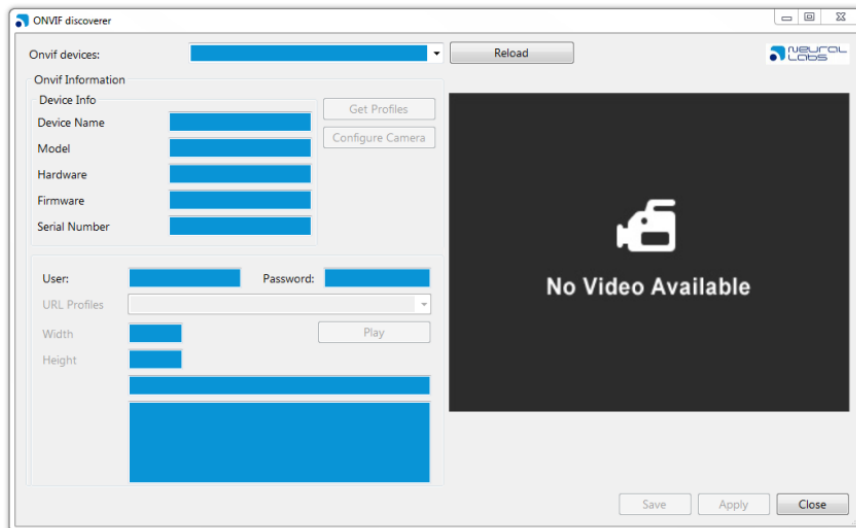 ONVIF discoverer
Onvif devices:
Reload
NEURAL
LABS
Onvif Information
Device Info
Get Profiles
Device Name
Configure Camera
Model
Hardware
Firmware
Serial Number
No Video Available
User:
Password:
URL Profiles
Width
Play
Height
Save
Apply
Close